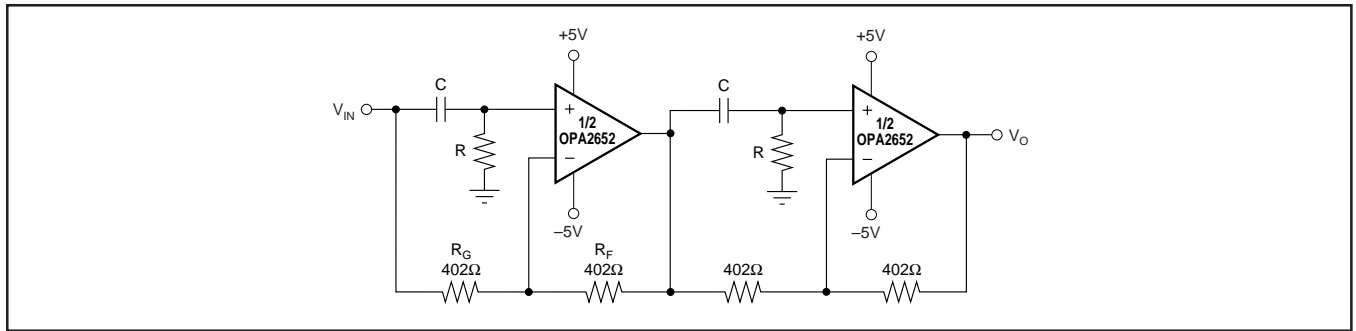 +5V
+5V
C
C
V_IN
+
1/2
OPA2652
−
R
+
1/2
OPA2652
−
R
V_O
–5V
–5V
R_G
402Ω
R_F
402Ω
402Ω
402Ω